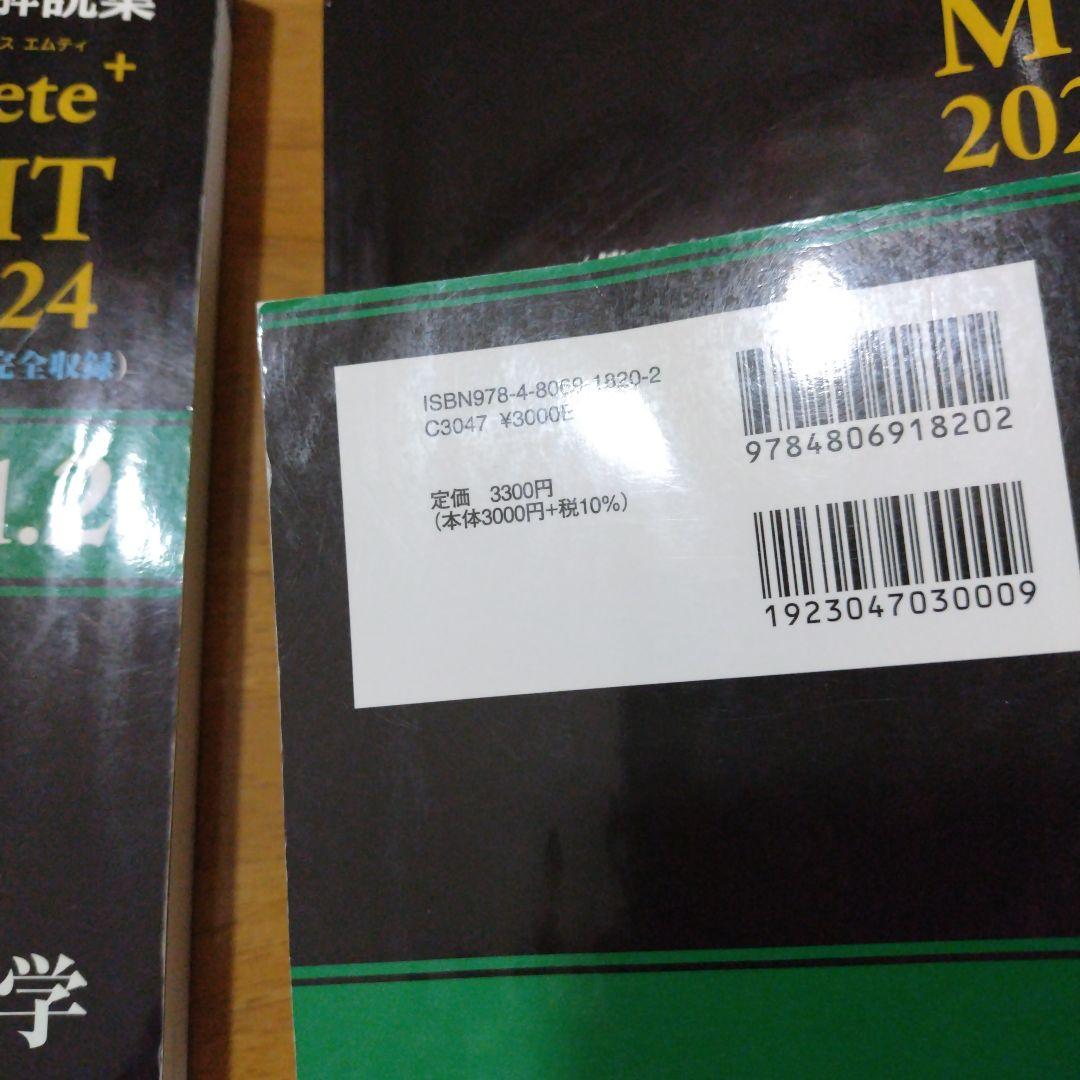 解説集
ス エムティ
ete+
MT
24
完全収録)
1.2
学
M
202
ISBN978-4-8069-1820-2
C3047 ¥3000E
定価 3300円
(本体3000円+税10%)
9784806918202
1923047030009